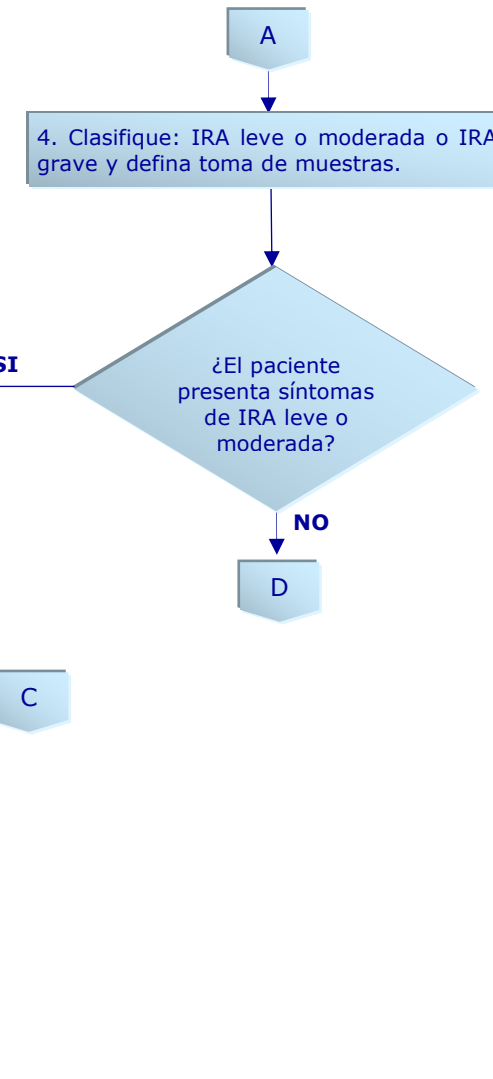 A
4. Clasifique: IRA leve o moderada o IRA
grave y defina toma de muestras.
¿El paciente
presenta síntomas
de IRA leve o
moderada?
SI
NO
D
C